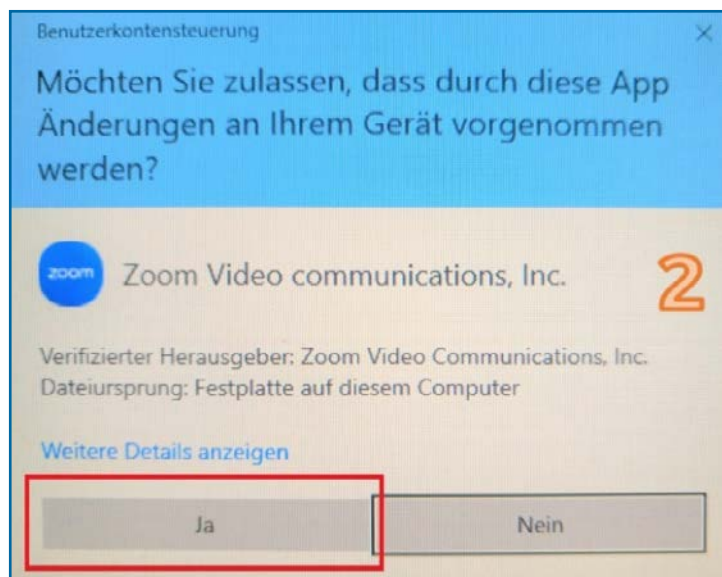 Benutzerkontensteuerung
Möchten Sie zulassen, dass durch diese App
Änderungen an Ihrem Gerät vorgenommen
werden?
zoom
Zoom Video communications, Inc.
2
Verifizierter Herausgeber: Zoom Video Communications, Inc.
Dateiursprung: Festplatte auf diesem Computer
Weitere Details anzeigen
Ja
Nein